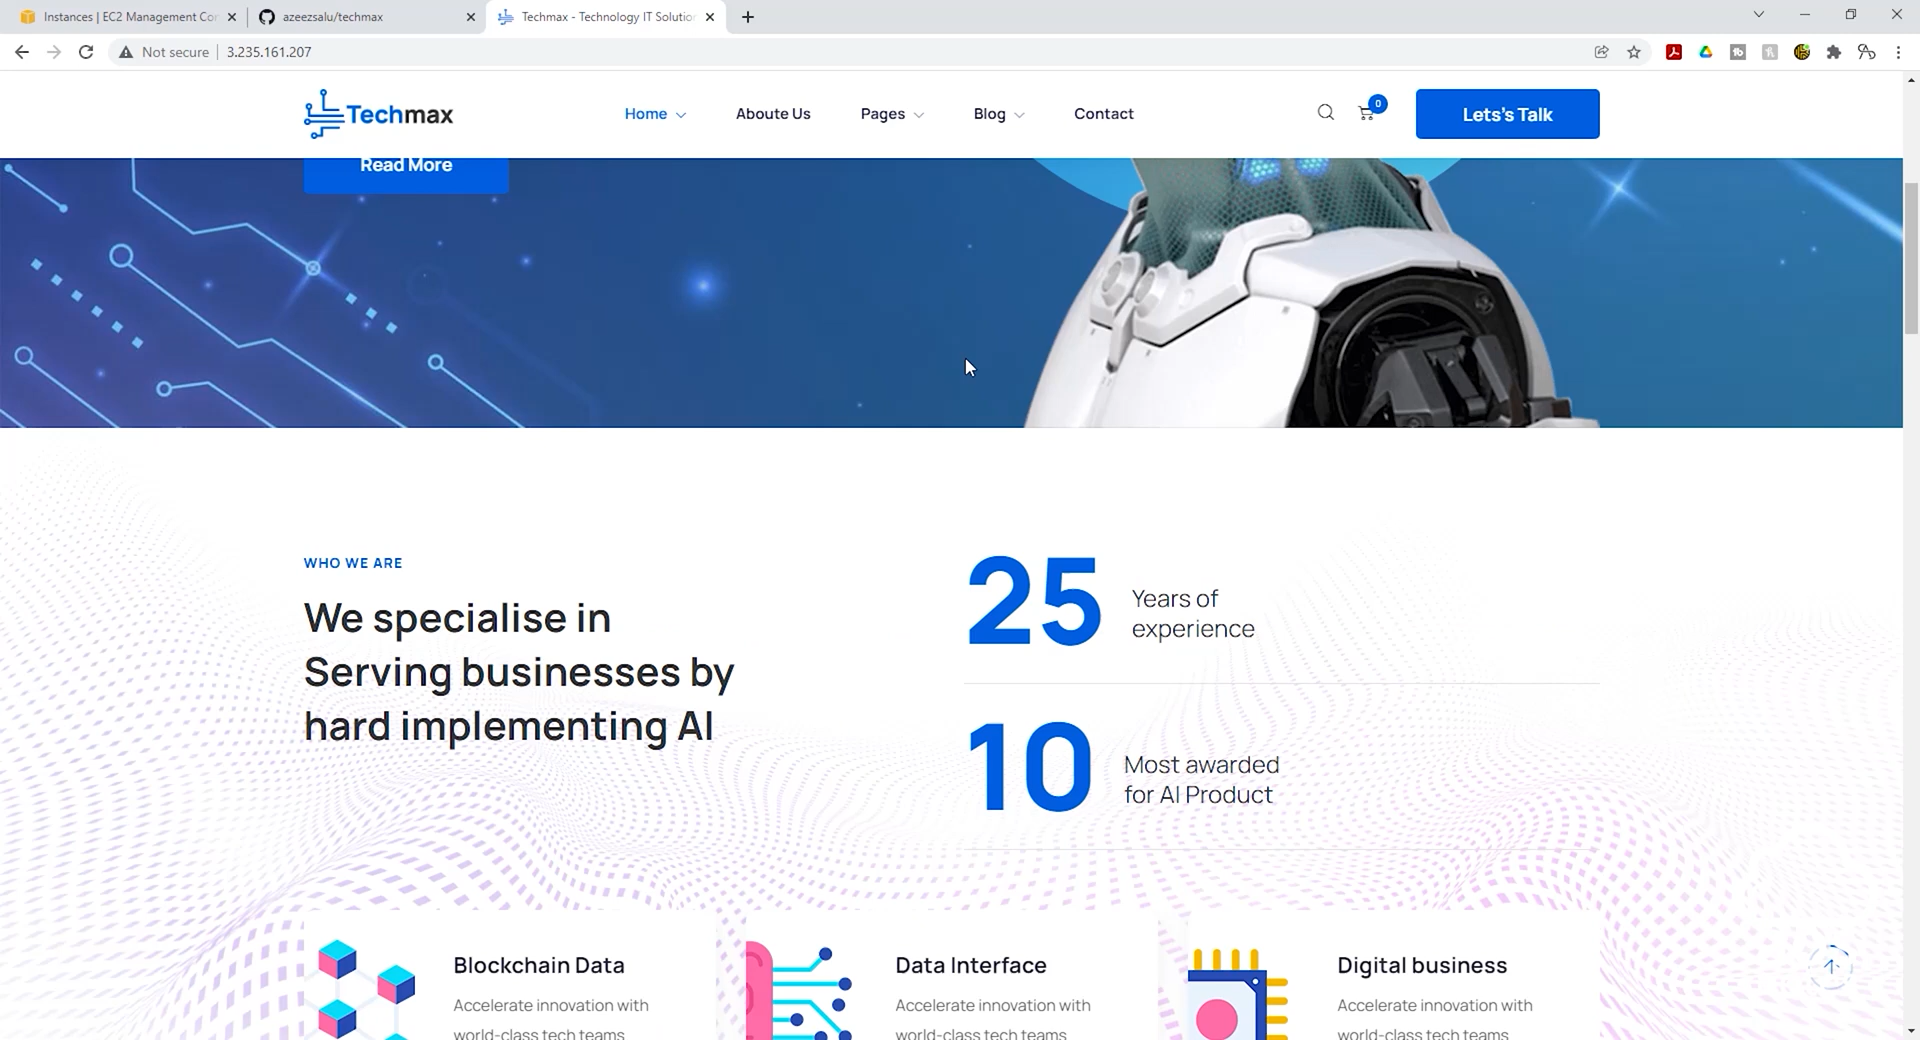 Instances | EC2 Management Con
azeezsalu/techmax
Techmax - Technology IT Solution
Not secure
3.235.161.207
Techmax
Home
Aboute Us
Pages
Blog
Contact
0
Lets's Talk
Read More
WHO WE ARE
We specialise in
Serving businesses by
hard implementing AI
25
Years of
experience
10
Most awarded
for AI Product
Blockchain Data
Accelerate innovation with
world-class tech teams
Data Interface
Accelerate innovation with
world-class tech teams
Digital business
Accelerate innovation with
world-class tech teams